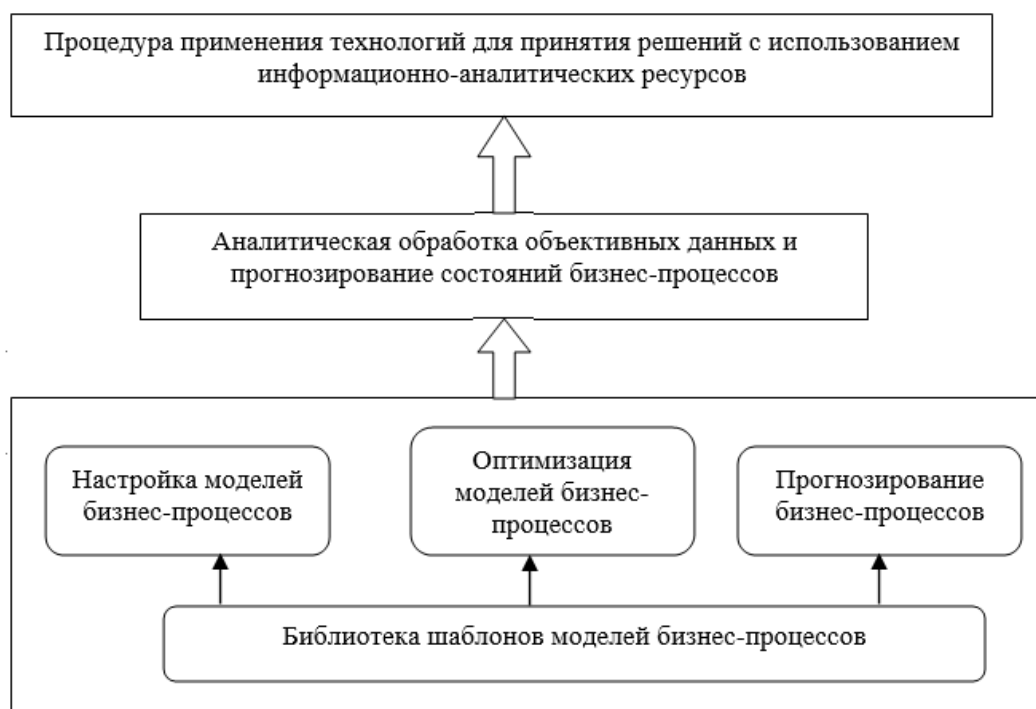 Процедура применения технологий для принятия решений с использованием
информационно-аналитических ресурсов
Аналитическая обработка объективных данных и
прогнозирование состояний бизнес-процессов
Настройка моделей
бизнес-процессов
Оптимизация
моделей бизнес-
процессов
Прогнозирование
бизнес-процессов
Библиотека шаблонов моделей бизнес-процессов